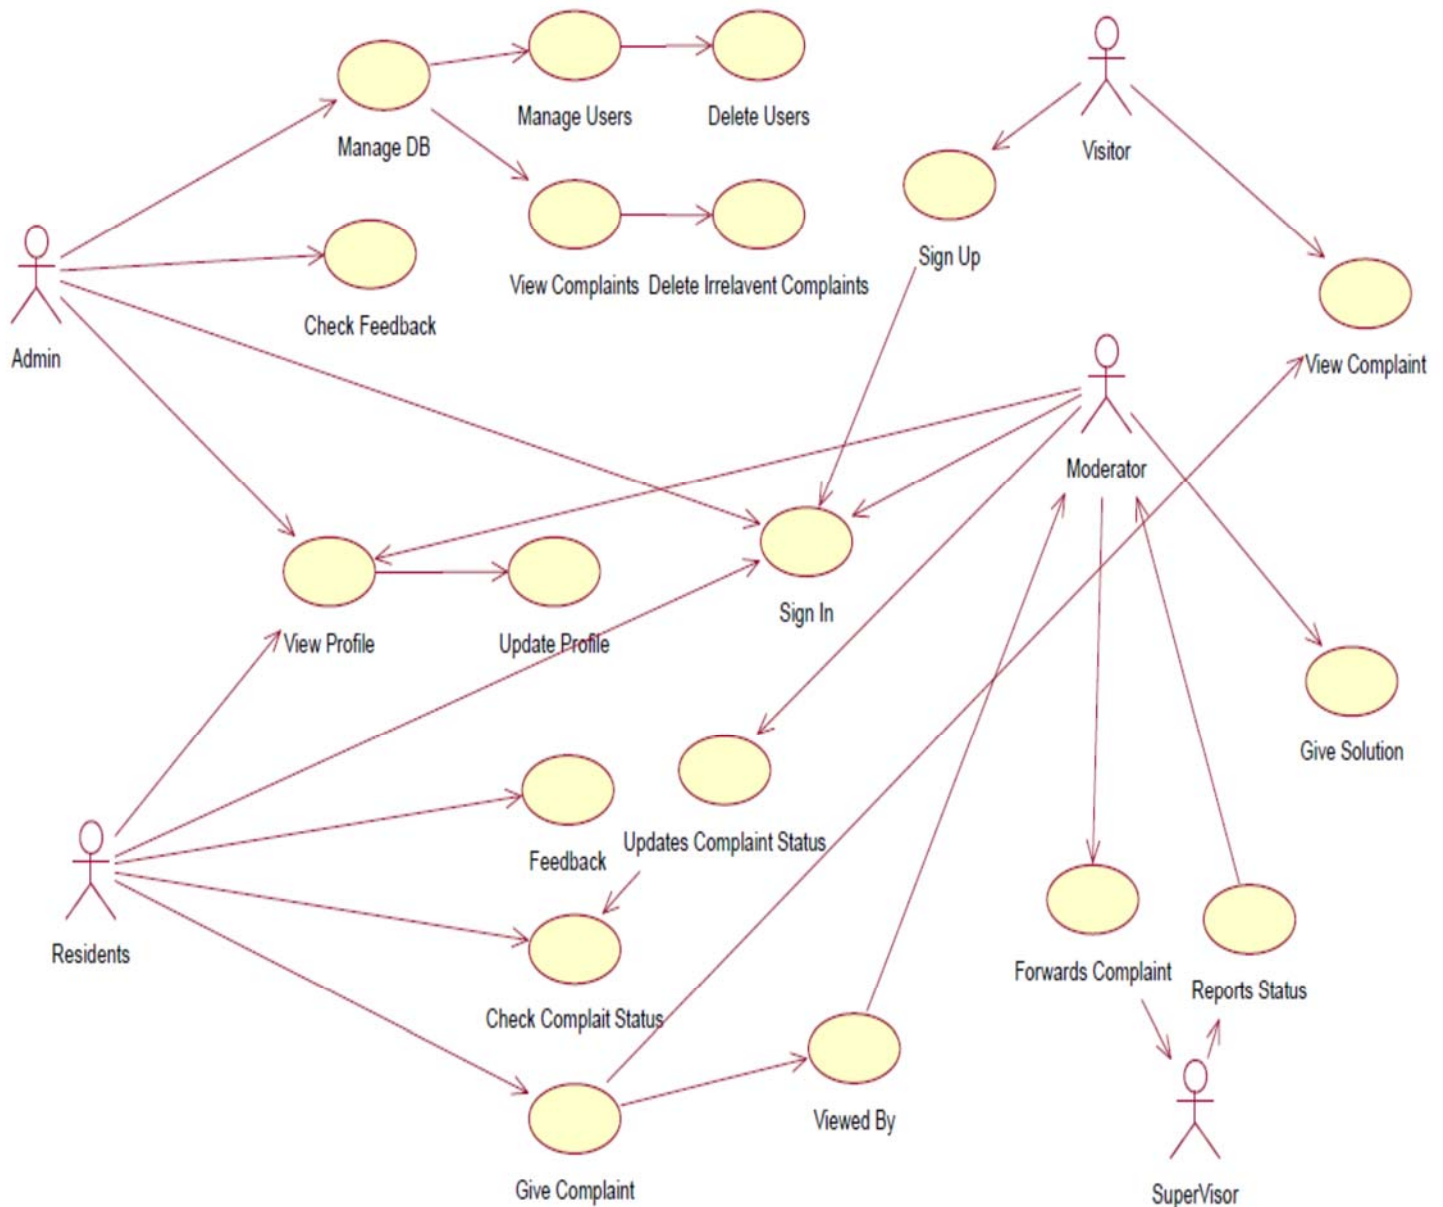 Manage Users
Delete Users
Manage DB
Visitor
Sign Up
View Complaints
Delete Irrelavent Complaints
Check Feedback
Admin
View Complaint
Moderator
Sign In
View Profile
Update Profile
Give Solution
Updates Complaint Status
Feedback
Residents
Forwards Complaint
Reports Status
Check Complait Status
Viewed By
Give Complaint
SuperVisor